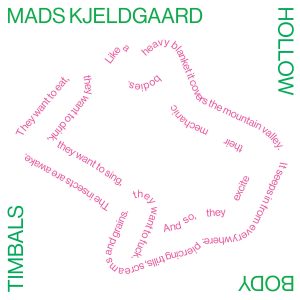 MADS KJELDGAARD
HOLLOW
TIMBALS
BODY
The insects are awake
They want to eat,
they want to drink,
they want to sing,
they want to fuck.
Like a heavy blanket it covers the mountain valley.
It seeps in from everywhere. piercing trills, screams and grains.
And so, they excite their mechanic bodies.